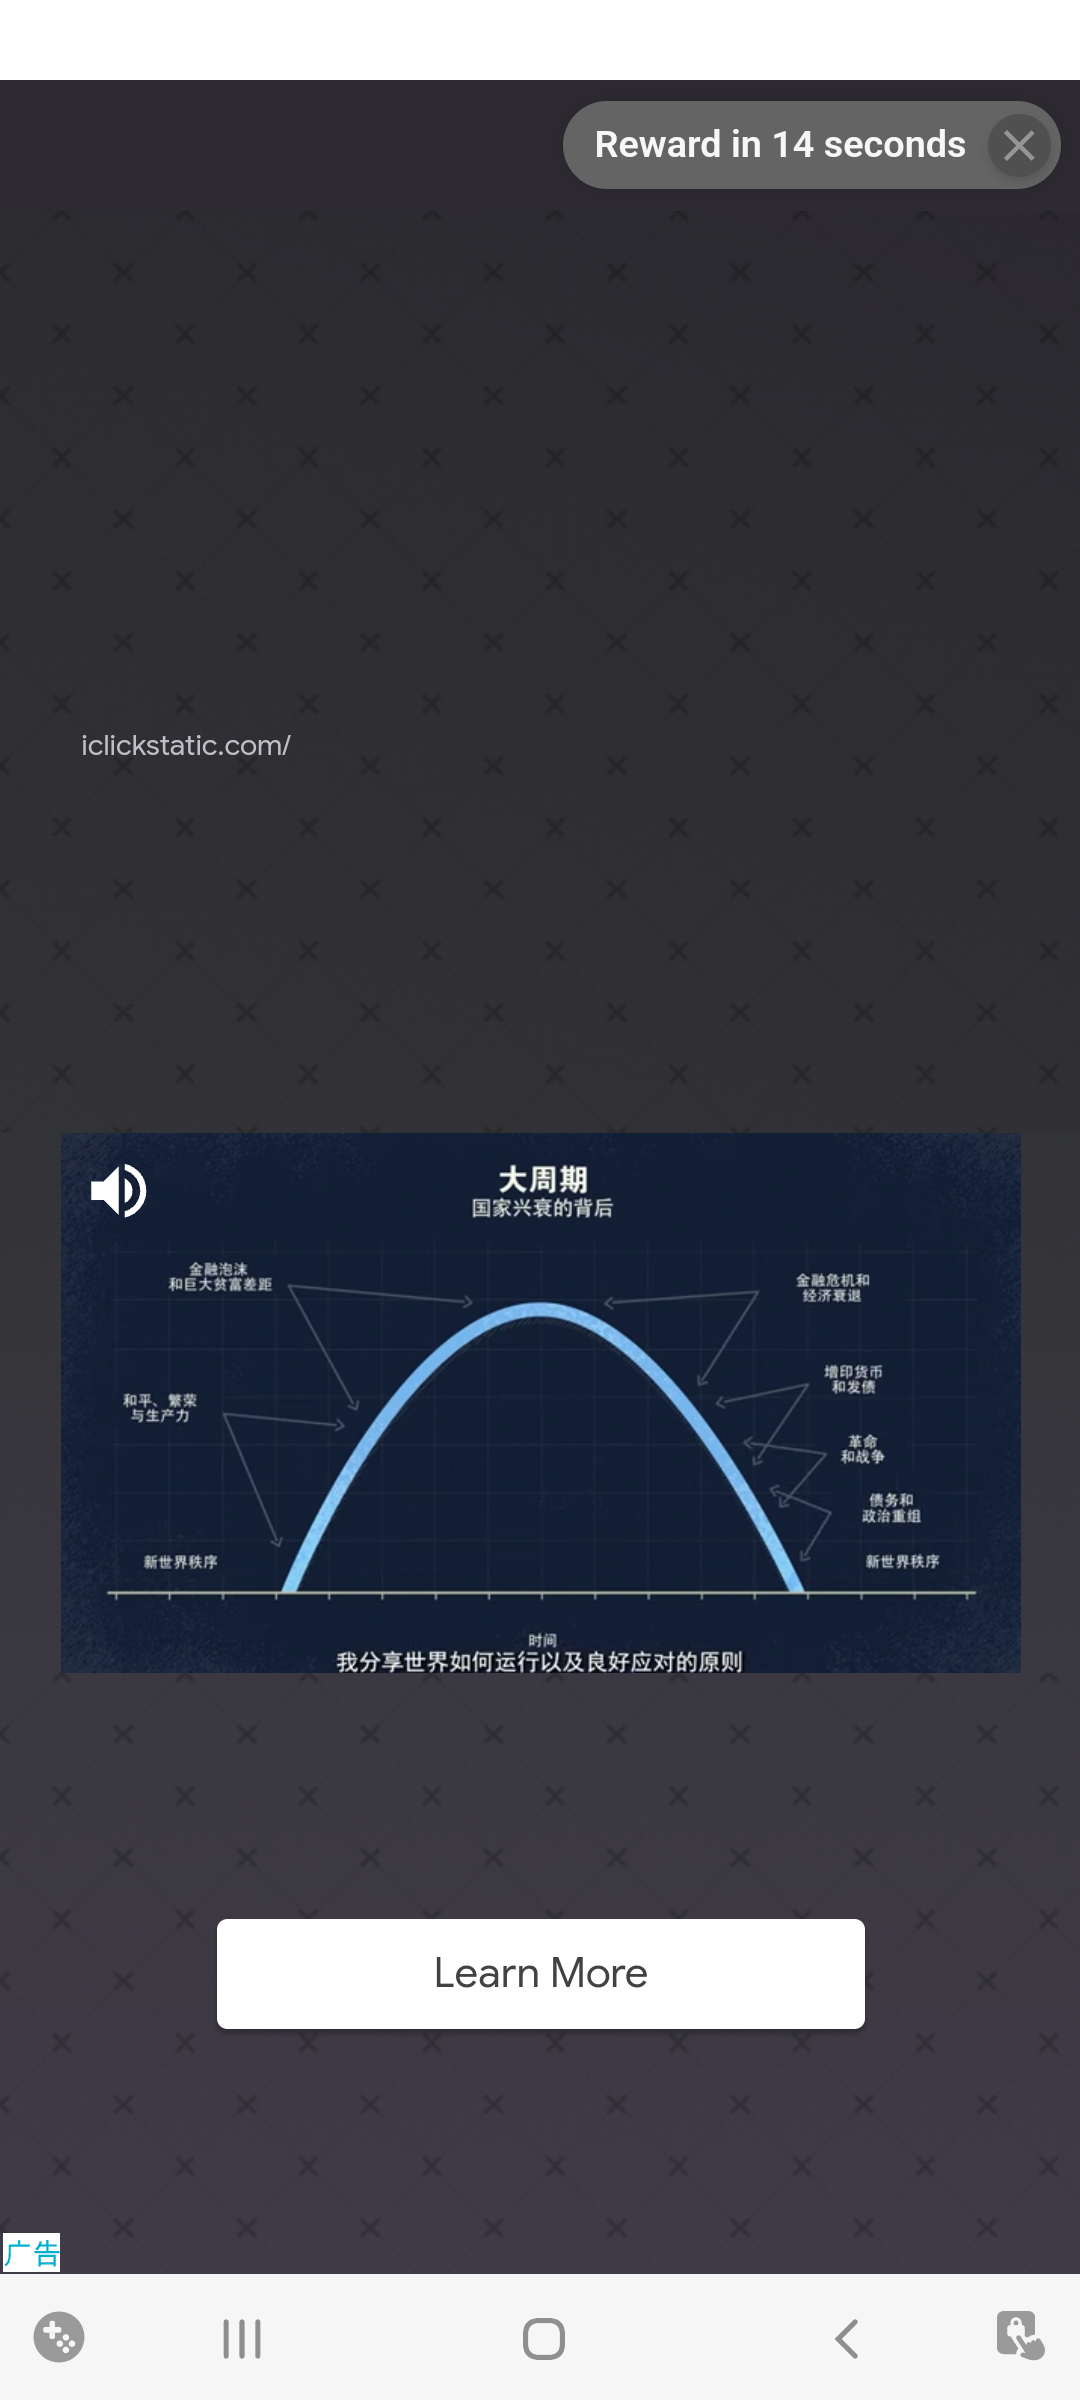 Reward in 14 seconds
iclickstatic.com/
大周期
国家兴衰的背后
金融泡沫
和巨大贫富差距
金融危机和
经济衰退
增印货币
和发债
和平、繁荣
与生产力
革命
和战争
债务和
政治重组
新世界秩序
新世界秩序
时间
我分享世界如何运行以及良好应对的原则
Learn More
广告